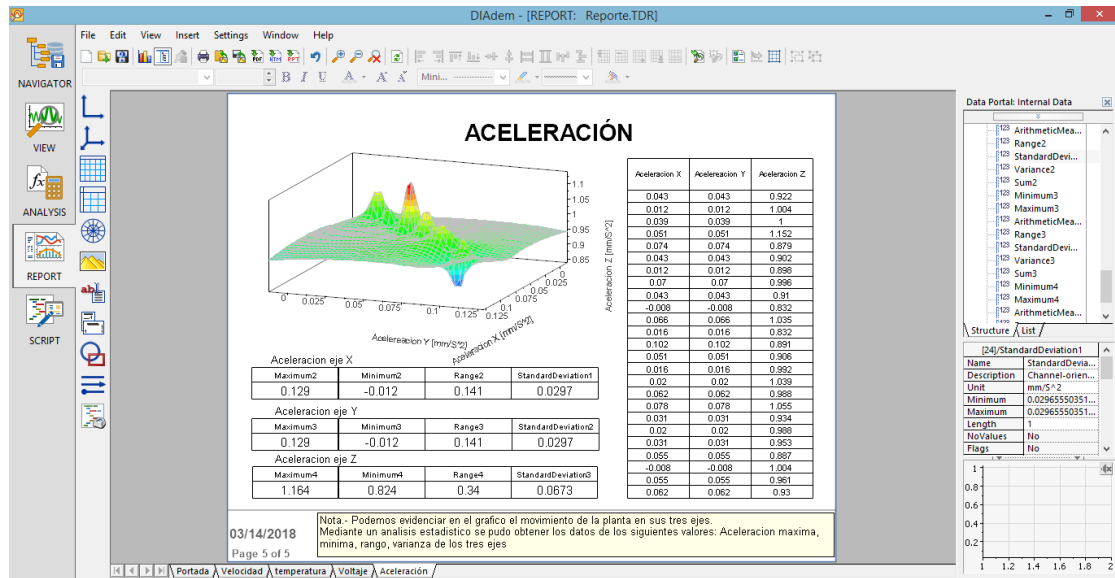 DIAdem - [REPORT: Reporte.TDR]
File Edit View Insert Settings Window Help
Mini...
NAVIGATOR
VIEW
ANALYSIS
REPORT
SCRIPT
ACELERACIÓN
1.1
1.05
0.95
0.9
0.85
Aceleracion Z [mm/S^2]
0 0.025 0.05 0.075 0.1 0.125
0.125 0.1 0.075 0.05 0.025 0
Acelereacion Y [mm/S^2]
Aceleracion X [mm/S^2]
Aceleracion X Acelereacion Y Aceleracion Z
0.043 0.043 0.922
0.012 0.012 1.004
0.039 0.039 1
0.051 0.051 1.152
0.074 0.074 0.879
0.043 0.043 0.902
0.012 0.012 0.898
0.07 0.07 0.996
0.043 0.043 0.91
-0.008 -0.008 0.832
0.066 0.066 1.035
0.016 0.016 0.832
0.102 0.102 0.891
0.051 0.051 0.906
0.016 0.016 0.992
0.02 0.02 1.039
0.062 0.062 0.988
0.078 0.078 1.055
0.031 0.031 0.934
0.02 0.02 0.988
0.031 0.031 0.953
0.055 0.055 0.887
-0.008 -0.008 1.004
0.055 0.055 0.961
0.062 0.062 0.93
Aceleracion eje X
Maximum2 Minimum2 Range2 StandardDeviation1
0.129 -0.012 0.141 0.0297
Aceleracion eje Y
Maximum3 Minimum3 Range3 StandardDeviation2
0.129 -0.012 0.141 0.0297
Aceleracion eje Z
Maximum4 Minimum4 Range4 StandardDeviation3
1.164 0.824 0.34 0.0673
03/14/2018
Page 5 of 5
Nota.- Podemos evidenciar en el grafico el movimiento de la planta en sus tres ejes.
Mediante un analisis estadistico se pudo obtener los datos de los siguientes valores: Aceleracion maxima,
minima, rango, varianza de los tres ejes
Portada Velocidad temperatura Voltaje Aceleración
Data Portal: Internal Data
ArithmeticMea...
Range2
StandardDevi...
Variance2
Sum2
Minimum3
Maximum3
ArithmeticMea...
Range3
StandardDevi...
Variance3
Sum3
Minimum4
Maximum4
ArithmeticMea...
Structure List
[24]/StandardDeviation1
Name StandardDevia...
Description Channel-orien...
Unit mm/S^2
Minimum 0.02965550351...
Maximum 0.02965550351...
Length 1
NoValues No
Flags No
1
0.8
0.6
0.4
0.2
1 1.2 1.4 1.6 1.8 2